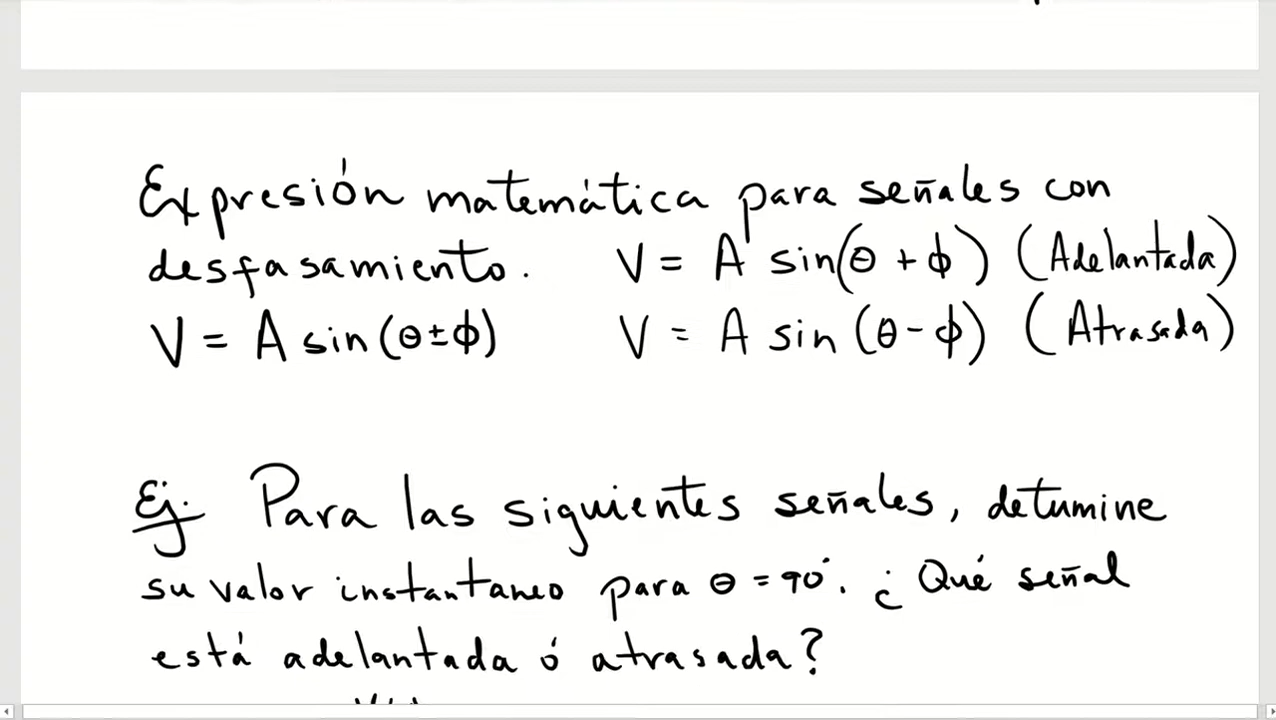 Expresión matemática para señales con
desfasamiento. V = A sin(θ + ϕ) (Adelantada)
V = A sin(θ±ϕ) V = A sin (θ - ϕ) (Atrasada)
Ej. Para las siguientes señales, detumine
su valor instantaneo para θ = 90°. ¿ Qué señal
está adelantada ó atrasada?